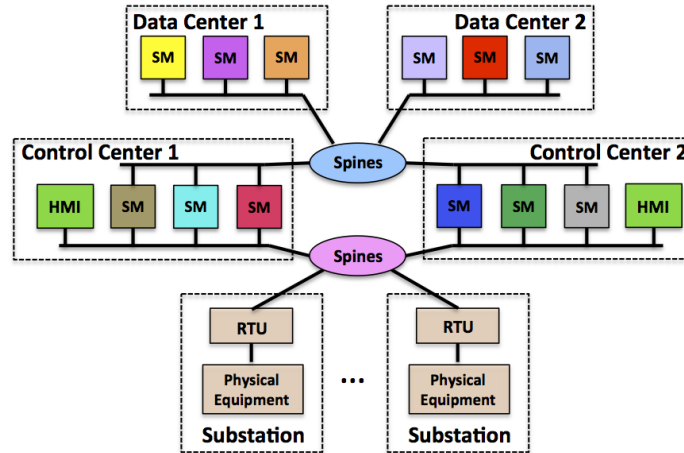 Data Center 1
Data Center 2
SM
SM
SM
SM
SM
SM
Control Center 1
Spines
Control Center 2
HMI
SM
SM
SM
SM
SM
SM
HMI
Spines
RTU
RTU
Physical
Equipment
...
Physical
Equipment
Substation
Substation